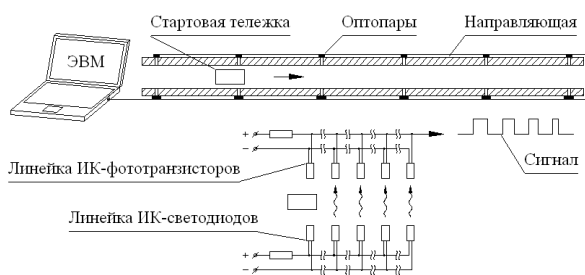 Стартовая тележка
Оптопары
Направляющая
ЭВМ
+
−
Линейка ИК-фототранзисторов
Сигнал
Линейка ИК-светодиодов
+
−